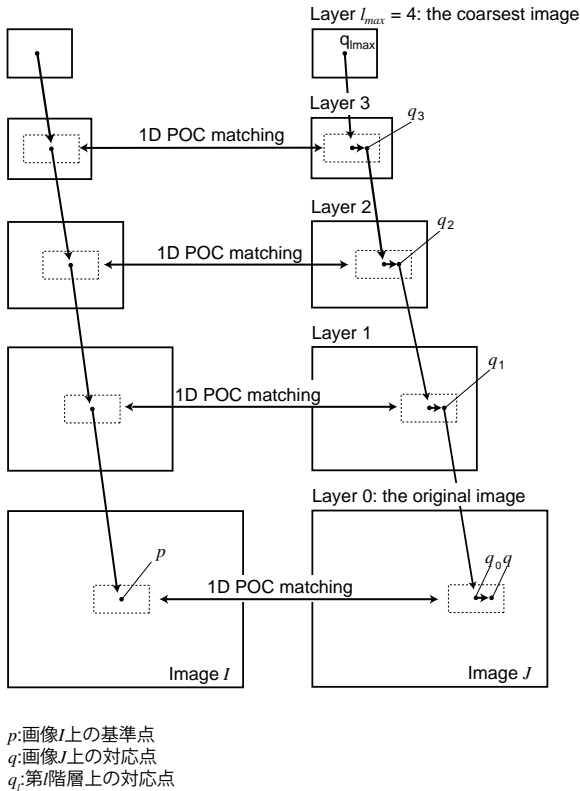 Layer lmax = 4: the coarsest image
qlmax
Layer 3
q3
1D POC matching
Layer 2
q2
1D POC matching
Layer 1
q1
1D POC matching
Layer 0: the original image
p
q0 q
1D POC matching
Image I
Image J
p:画像I上の基準点
q:画像J上の対応点
ql:第l階層上の対応点